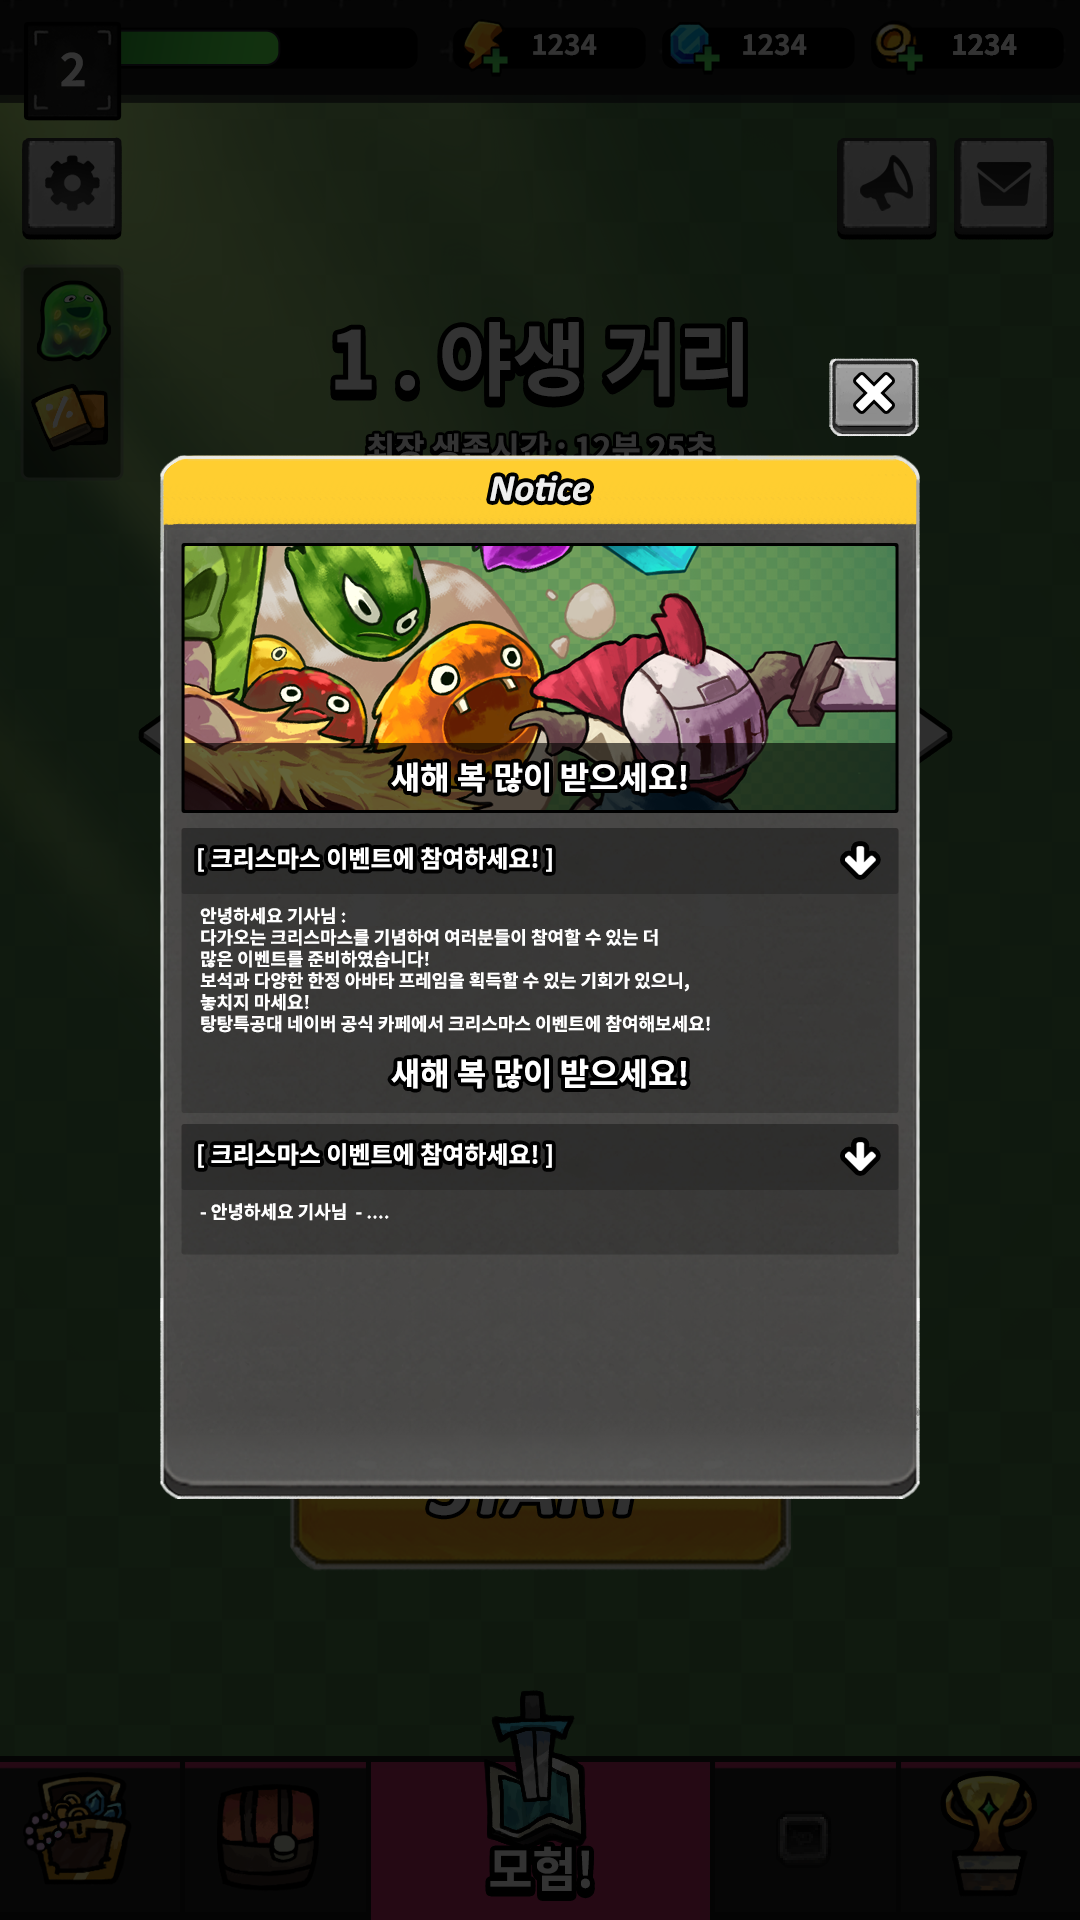 2
1234
1234
1234
1 . 야생 거리
최장 생존시간 : 12분 25초
Notice
새해 복 많이 받으세요!
[ 크리스마스 이벤트에 참여하세요! ]
안녕하세요 기사님 :
다가오는 크리스마스를 기념하여 여러분들이 참여할 수 있는 더
많은 이벤트를 준비하였습니다!
보석과 다양한 한정 아바타 프레임을 획득할 수 있는 기회가 있으니,
놓치지 마세요!
탕탕특공대 네이버 공식 카페에서 크리스마스 이벤트에 참여해보세요!
새해 복 많이 받으세요!
[ 크리스마스 이벤트에 참여하세요! ]
- 안녕하세요 기사님 - ....
START
모험!